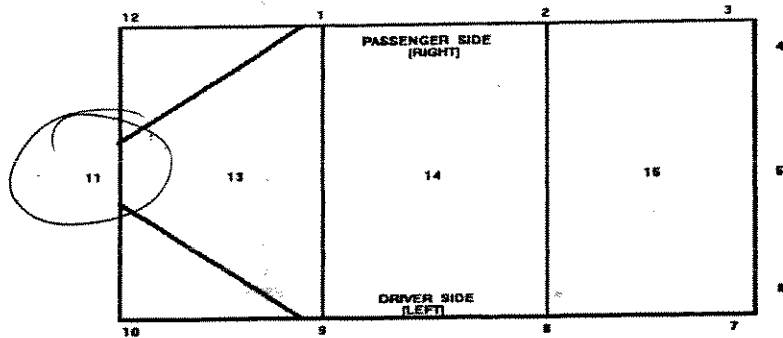 12 1 2 3
PASSENGER SIDE
[RIGHT]
4
11 13 14 15 5
DRIVER SIDE
[LEFT]
10 9 8 7